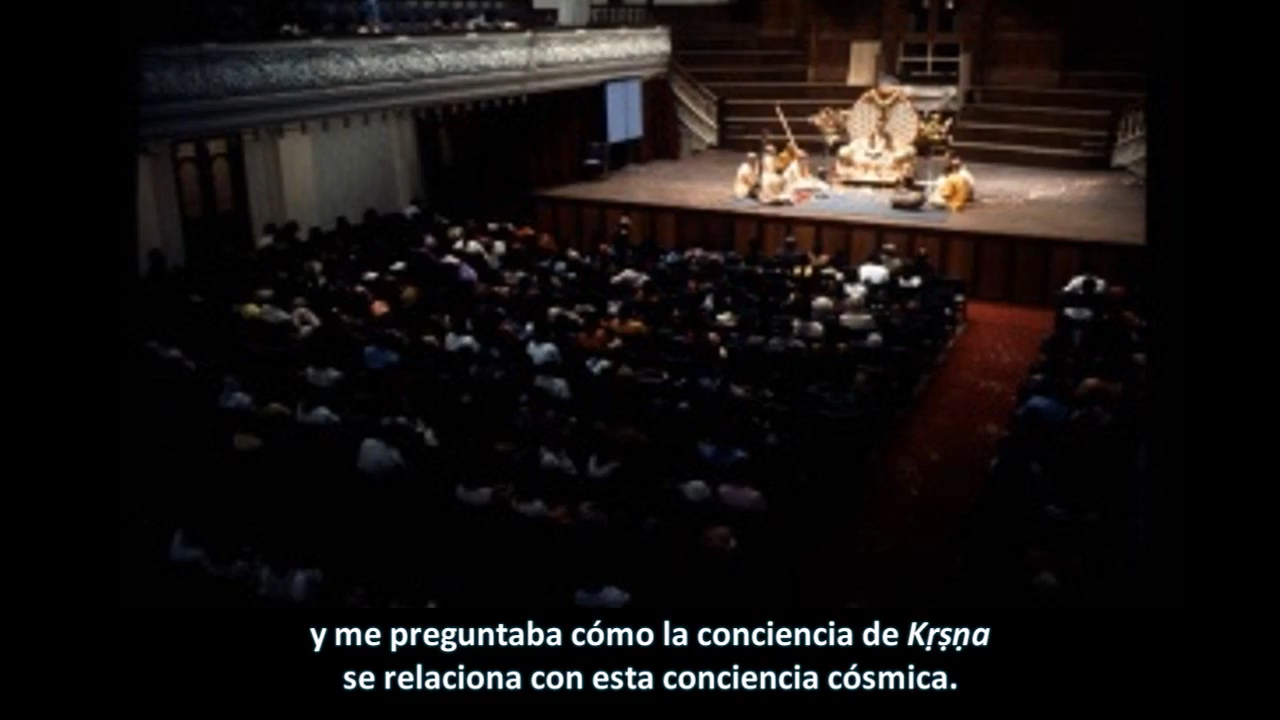 y me preguntaba cómo la conciencia de Kṛṣṇa
se relaciona con esta conciencia cósmica.